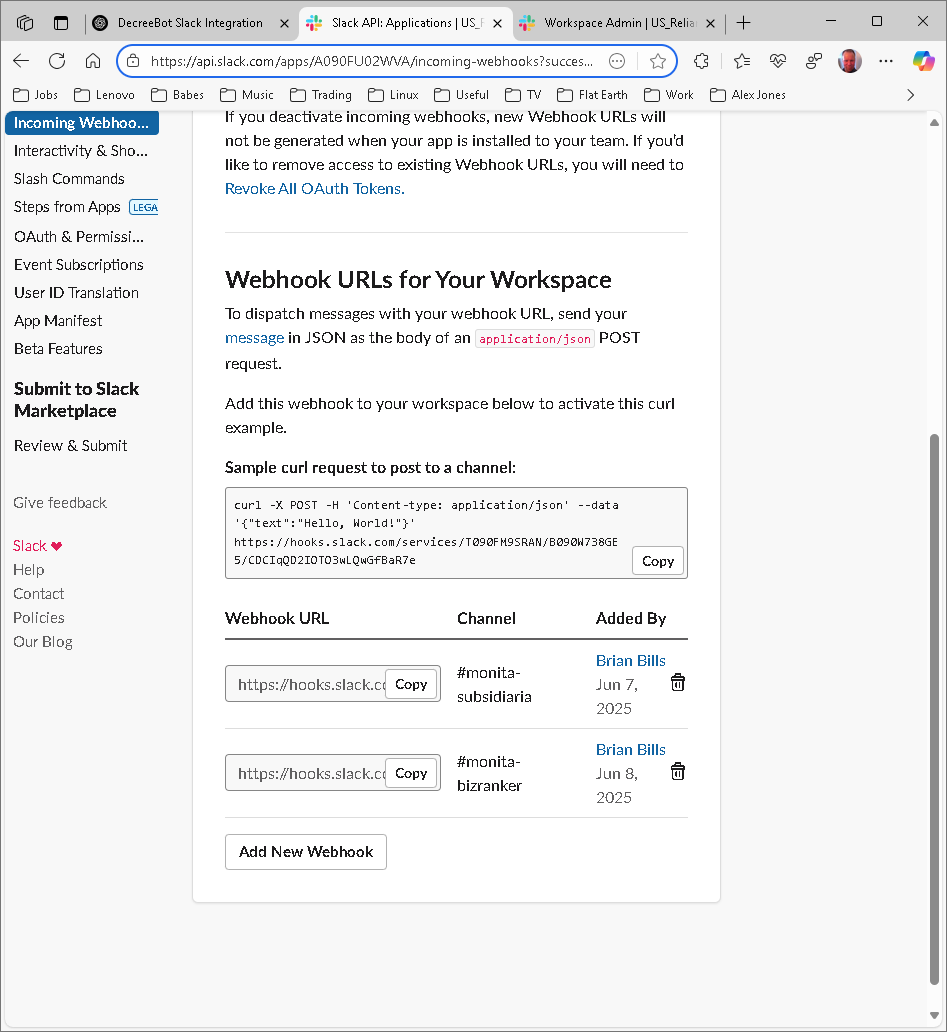 DecreeBot Slack Integration
Slack API: Applications | US_F
Workspace Admin | US_Relia
https://api.slack.com/apps/A090FU02WVA/incoming-webhooks?succes...
Jobs
Lenovo
Babes
Music
Trading
Linux
Useful
TV
Flat Earth
Work
Alex Jones
Incoming Webhoo...
Interactivity & Sho...
Slash Commands
Steps from Apps LEGA
OAuth & Permissi...
Event Subscriptions
User ID Translation
App Manifest
Beta Features
Submit to Slack
Marketplace
Review & Submit
Give feedback
Slack ♥
Help
Contact
Policies
Our Blog
If you deactivate incoming webhooks, new Webhook URLs will
not be generated when your app is installed to your team. If you’d
like to remove access to existing Webhook URLs, you will need to
Revoke All OAuth Tokens.
Webhook URLs for Your Workspace
To dispatch messages with your webhook URL, send your
message in JSON as the body of an application/json POST
request.
Add this webhook to your workspace below to activate this curl
example.
Sample curl request to post to a channel:
curl -X POST -H 'Content-type: application/json' --data
'{"text":"Hello, World!"}'
https://hooks.slack.com/services/T090FM9SRAN/B090W738GE
5/CDCIqQD2IOTO3wLQwGfBaR7e
Copy
Webhook URL
Channel
Added By
https://hooks.slack.cc
Copy
#monita-
subsidiaria
Brian Bills
Jun 7,
2025
https://hooks.slack.cc
Copy
#monita-
bizranker
Brian Bills
Jun 8,
2025
Add New Webhook